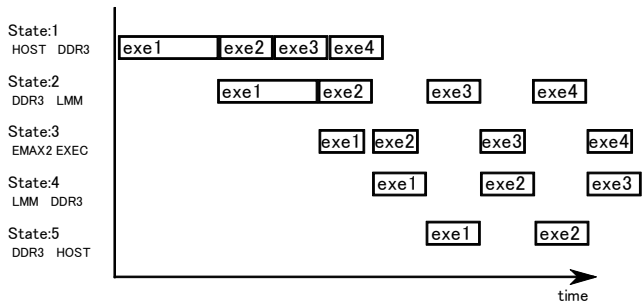 State:1
HOST DDR3
exe1 exe2 exe3 exe4
State:2
DDR3 LMM
exe1 exe2 exe3 exe4
State:3
EMAX2 EXEC
exe1 exe2 exe3 exe4
State:4
LMM DDR3
exe1 exe2 exe3
State:5
DDR3 HOST
exe1 exe2
time